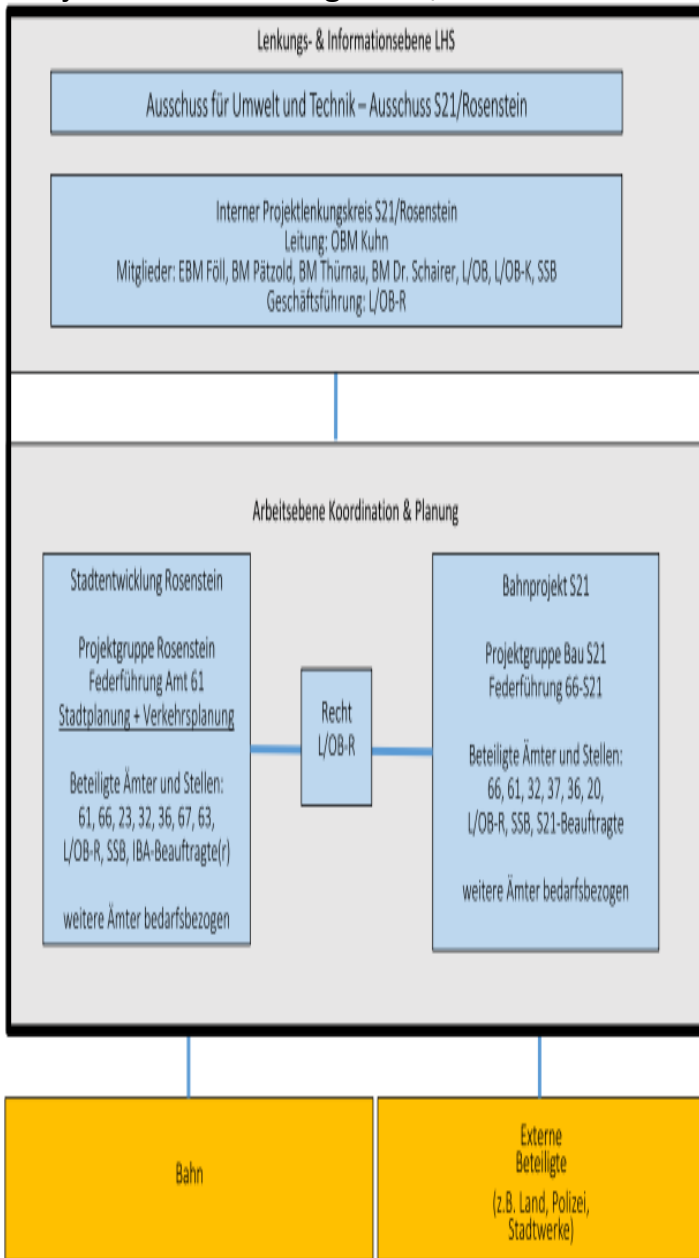 Lenkungs- & Informationsebene LHS
Ausschuss für Umwelt und Technik – Ausschuss S21/Rosenstein
Interner Projektlenkungskreis S21/Rosenstein
Leitung: OBM Kuhn
Mitglieder: EBM Föll, BM Pätzold, BM Thürnau, BM Dr. Schairer, L/OB, L/OB-K, SSB
Geschäftsführung: L/OB-R
Arbeitsebene Koordination & Planung
Stadtentwicklung Rosenstein
Projektgruppe Rosenstein
Federführung Amt 61
Stadtplanung + Verkehrsplanung
Beteiligte Ämter und Stellen:
61, 66, 23, 32, 36, 67, 63,
L/OB-R, SSB, IBA-Beauftragte(r)
weitere Ämter bedarfsbezogen
Recht
L/OB-R
Bahnprojekt S21
Projektgruppe Bau S21
Federführung 66-S21
Beteiligte Ämter und Stellen:
66, 61, 32, 37, 36, 20,
L/OB-R, SSB, S21-Beauftragte
weitere Ämter bedarfsbezogen
Bahn
Externe
Beteiligte
(z.B. Land, Polizei,
Stadtwerke)